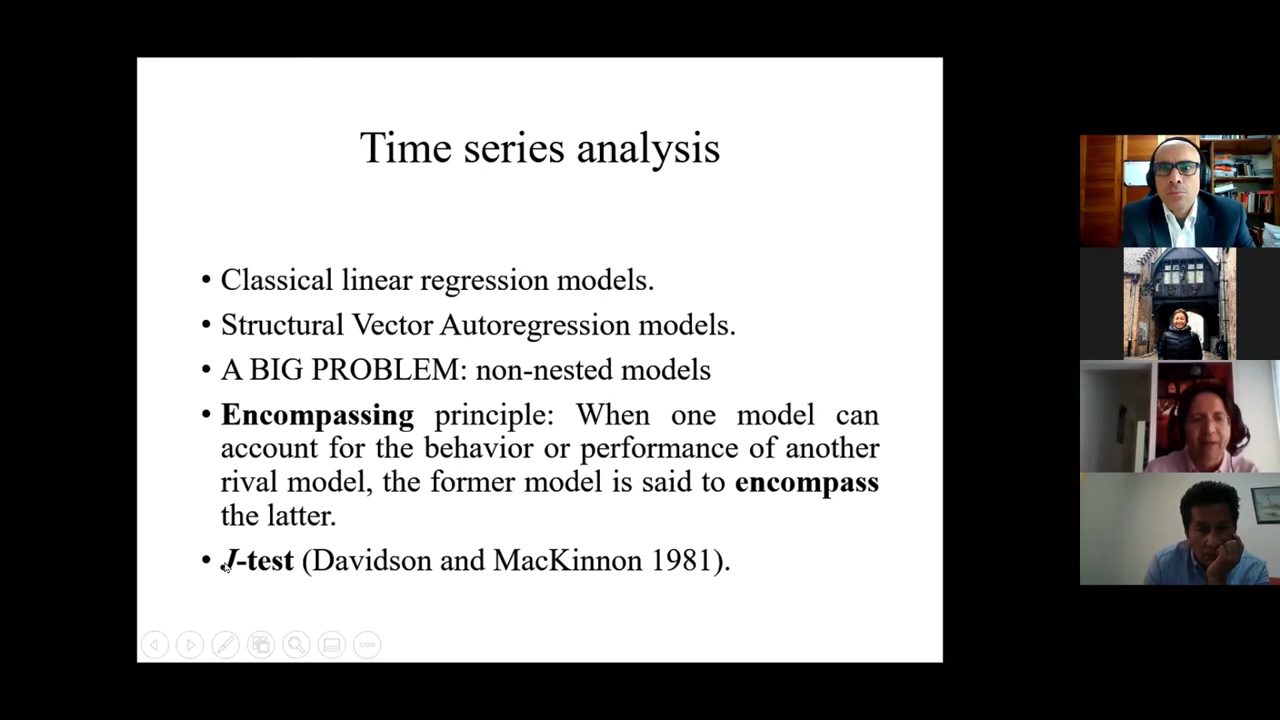 Time series analysis
• Classical linear regression models.
• Structural Vector Autoregression models.
• A BIG PROBLEM: non-nested models
• Encompassing principle: When one model can
account for the behavior or performance of another
rival model, the former model is said to encompass
the latter.
• J-test (Davidson and MacKinnon 1981).